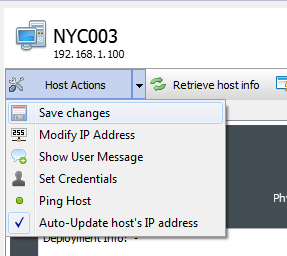 NYC003
192.168.1.100
Host Actions Retrieve host info
Save changes
255 Modify IP Address
Show User Message
Set Credentials
Phy
Ping Host
Auto-Update host's IP address
Deployment Info: -